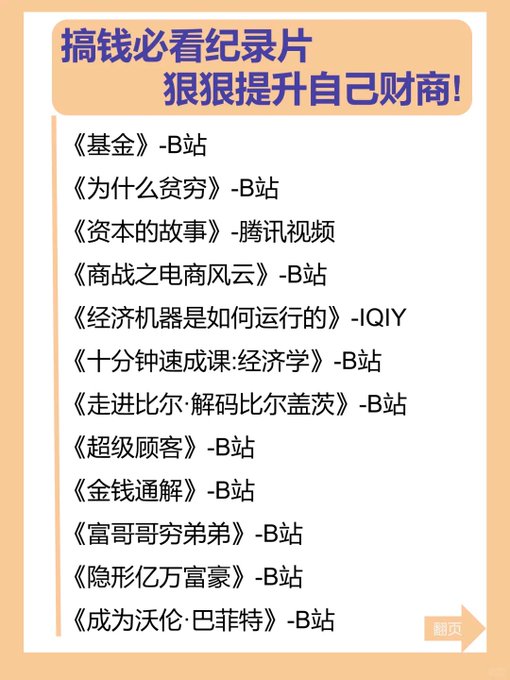 搞钱必看纪录片
狠狠提升自己财商!
《基金》-B站
《为什么贫穷》-B站
《资本的故事》-腾讯视频
《商战之电商风云》-B站
《经济机器是如何运行的》-IQIY
《十分钟速成课:经济学》-B站
《走进比尔·解码比尔盖茨》-B站
《超级顾客》-B站
《金钱通解》-B站
《富哥哥穷弟弟》-B站
《隐形亿万富豪》-B站
《成为沃伦·巴菲特》-B站
翻页